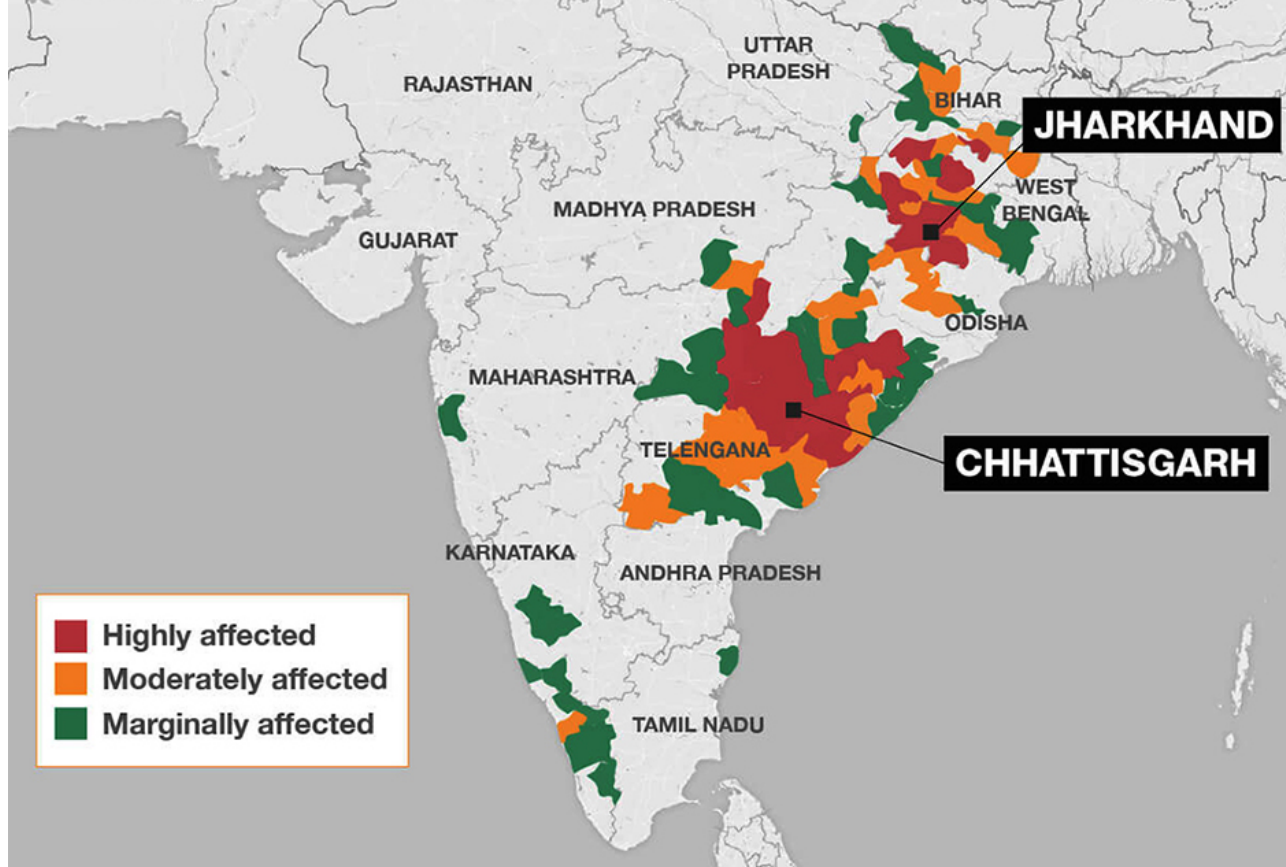 UTTAR
PRADESH
RAJASTHAN
BIHAR
JHARKHAND
WEST
BENGAL
MADHYA PRADESH
GUJARAT
ODISHA
MAHARASHTRA
TELENGANA
CHHATTISGARH
KARNATAKA
ANDHRA PRADESH
Highly affected
Moderately affected
Marginally affected
TAMIL NADU